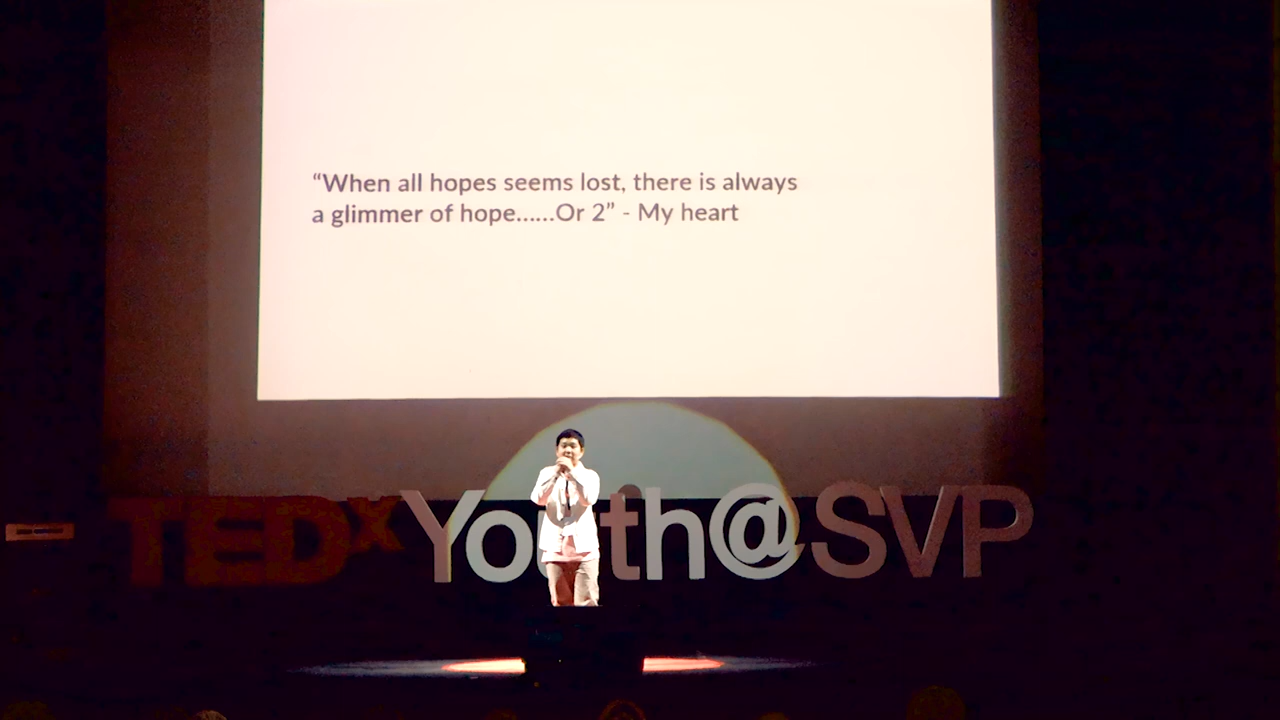 “When all hopes seems lost, there is always
a glimmer of hope......Or 2” - My heart
TEDxYouth@SVP